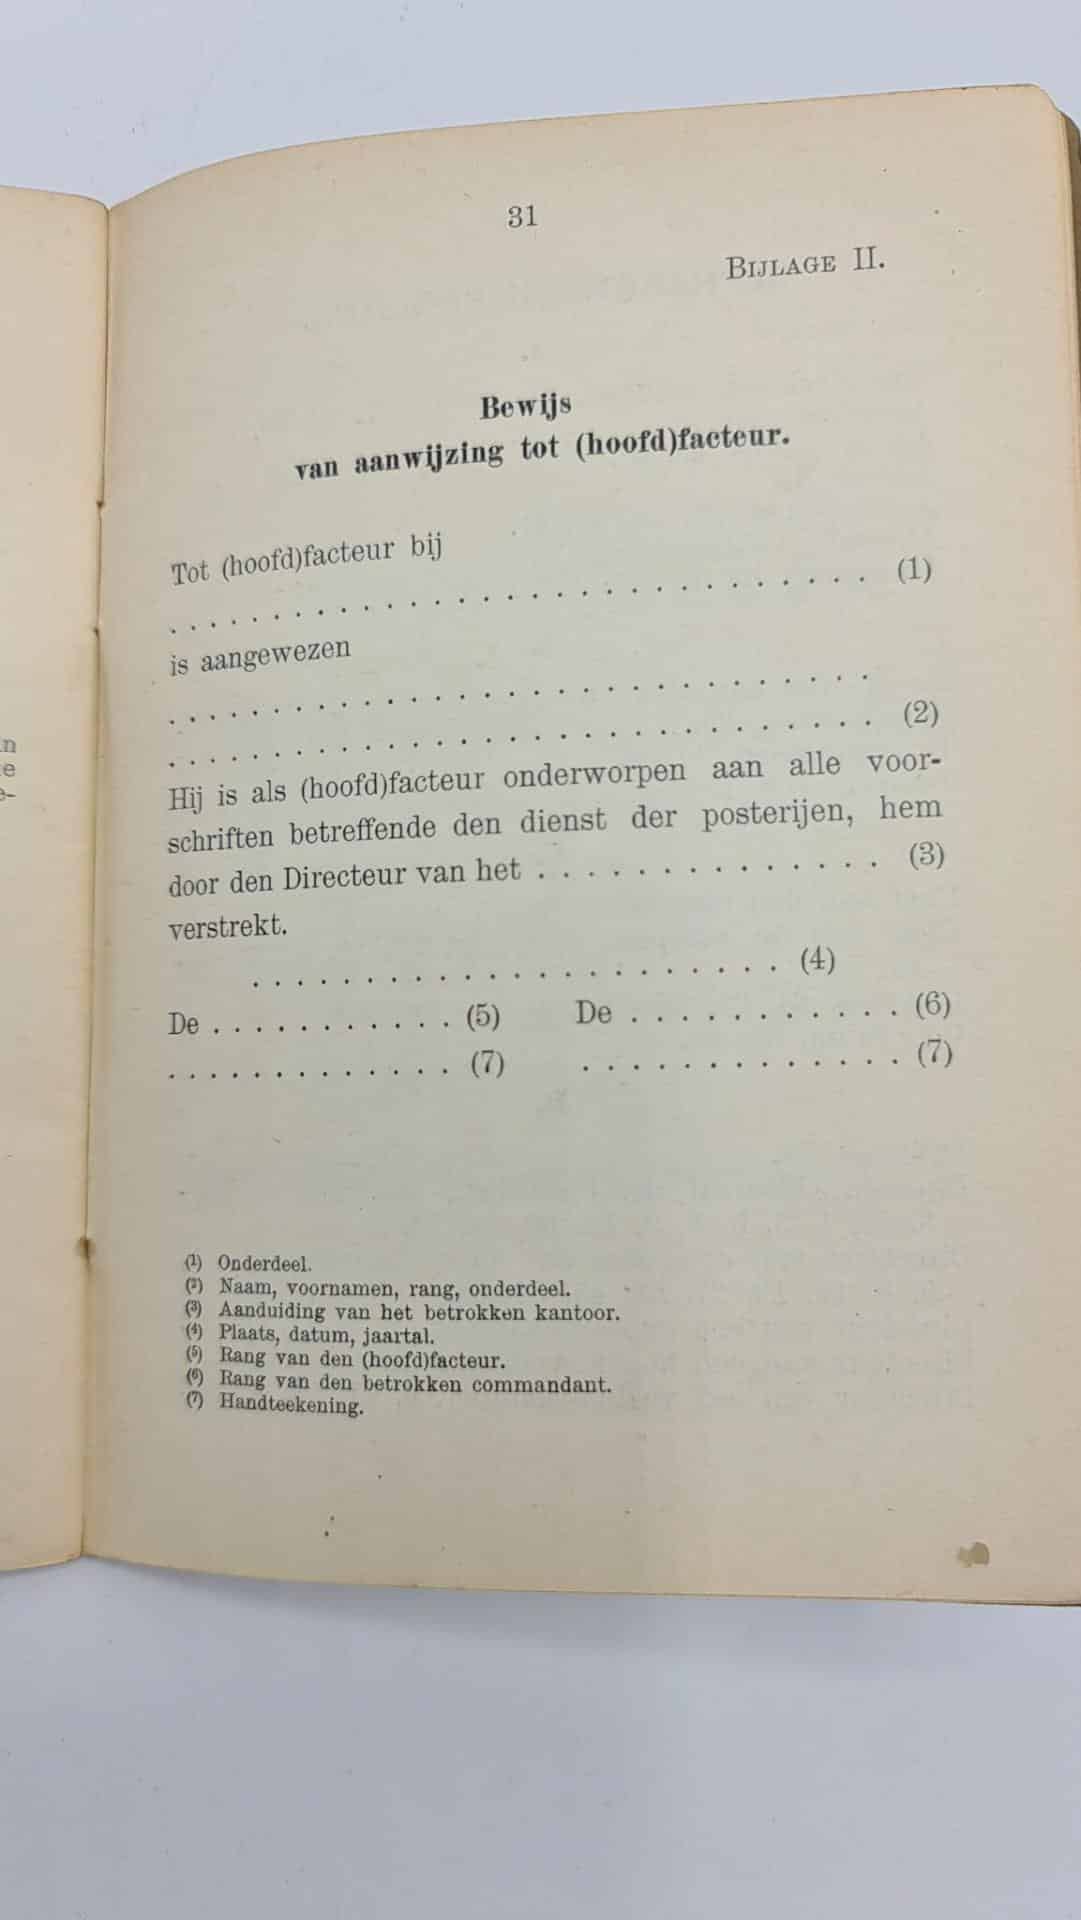 31
BIJLAGE II.
Bewijs
van aanwijzing tot (hoofd)facteur.
Tot (hoofd)facteur bij
. . . . . . . . . . . . . . . . . . . . . . . . . . . . . (1)
is aangewezen
. . . . . . . . . . . . . . . . . . . . . . . . . . . . .
. . . . . . . . . . . . . . . . . . . . . . . . . . . . . (2)
Hij is als (hoofd)facteur onderworpen aan alle voor-
schriften betreffende den dienst der posterijen, hem
door den Directeur van het . . . . . . . . . . . . . . (3)
verstrekt.
. . . . . . . . . . . . . . . . . . . . . . . (4)
De . . . . . . . . . . . (5) De . . . . . . . . . . . . (6)
. . . . . . . . . . . . . (7) . . . . . . . . . . . . . . (7)
(1) Onderdeel.
(2) Naam, voornamen, rang, onderdeel.
(3) Aanduiding van het betrokken kantoor.
(4) Plaats, datum, jaartal.
(5) Rang van den (hoofd)facteur.
(6) Rang van den betrokken commandant.
(7) Handteekening.